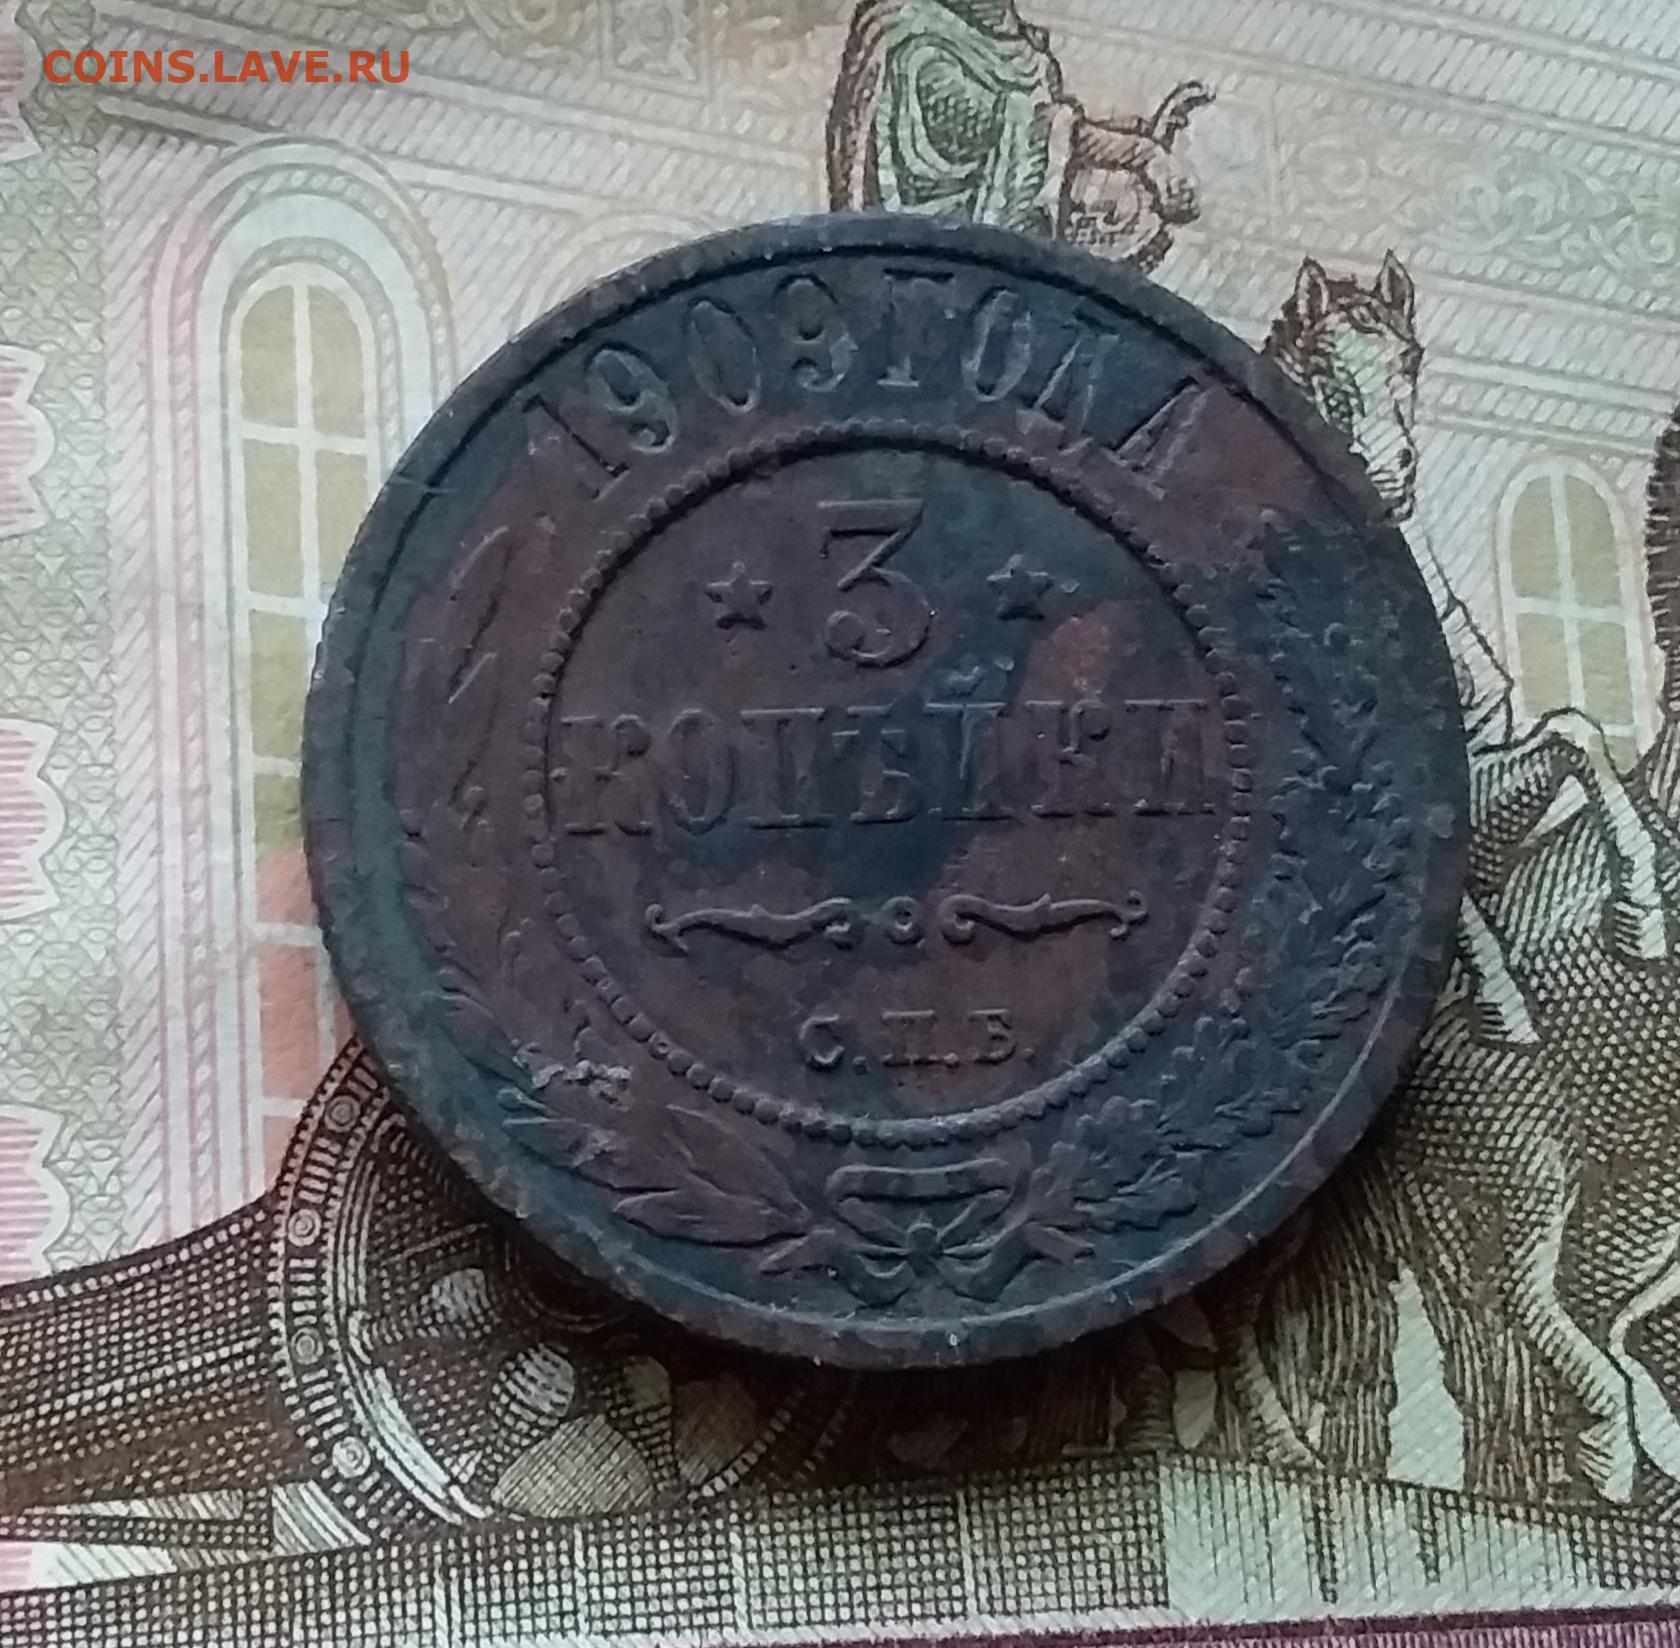 COINS.LAVE.RU
1909 ГОДА
3
КОПѢЙКИ
С.П.Б.